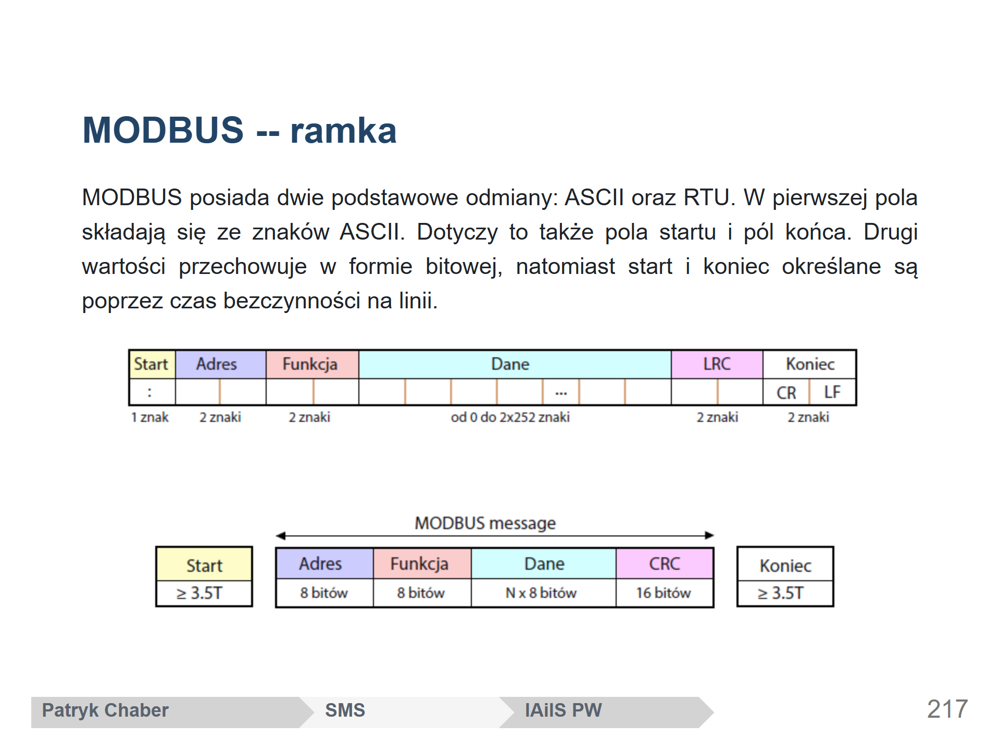 MODBUS -- ramka
MODBUS posiada dwie podstawowe odmiany: ASCII oraz RTU. W pierwszej pola
składają się ze znaków ASCII. Dotyczy to także pola startu i pól końca. Drugi
wartości przechowuje w formie bitowej, natomiast start i koniec określane są
poprzez czas bezczynności na linii.
Start Adres Funkcja Dane LRC Koniec
: ... CR LF
1 znak 2 znaki 2 znaki od 0 do 2x252 znaki 2 znaki 2 znaki
MODBUS message
Start Adres Funkcja Dane CRC Koniec
≥ 3.5T 8 bitów 8 bitów N x 8 bitów 16 bitów ≥ 3.5T
Patryk Chaber SMS IAiIS PW 217